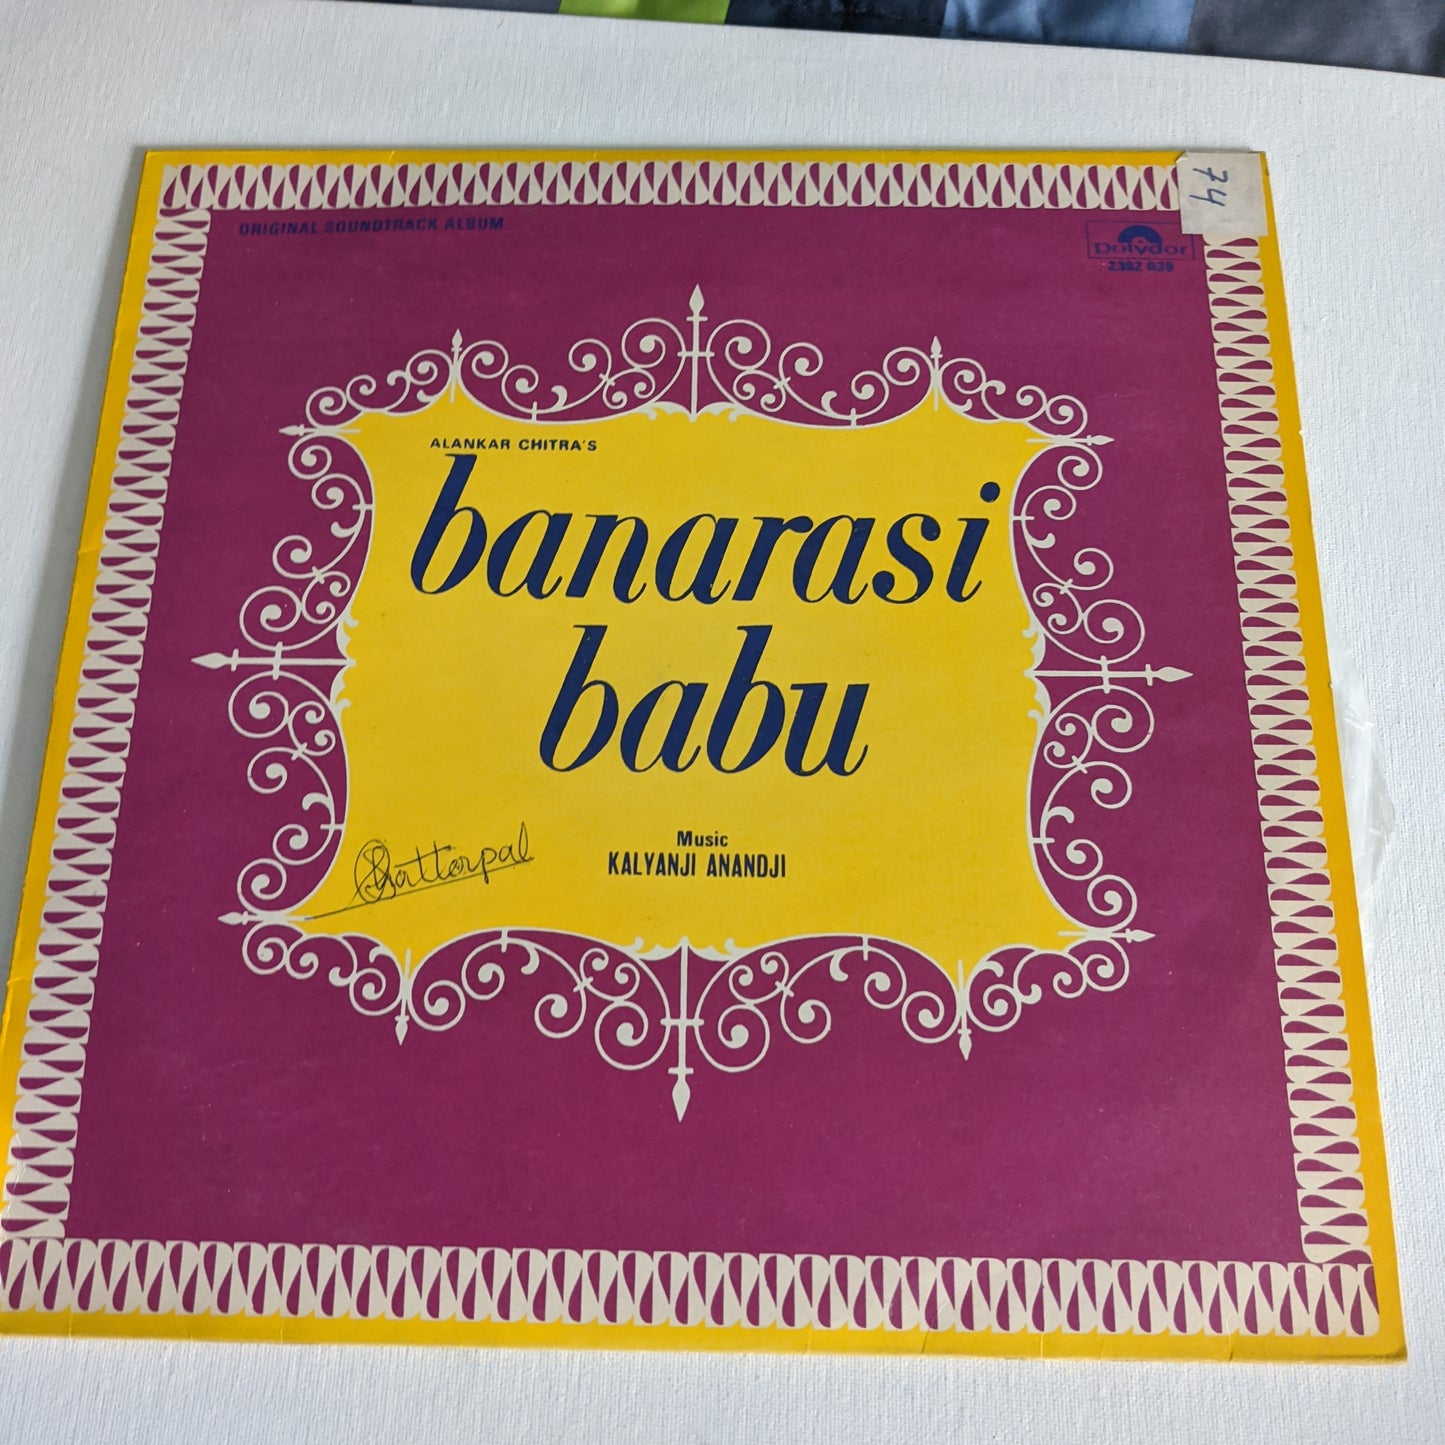 74
ORIGINAL SOUNDTRACK ALBUM
polydor
2392 039
ALANKAR CHITRA'S
banarasi
babu
Music
KALYANJI ANANDJI
Chatterpal